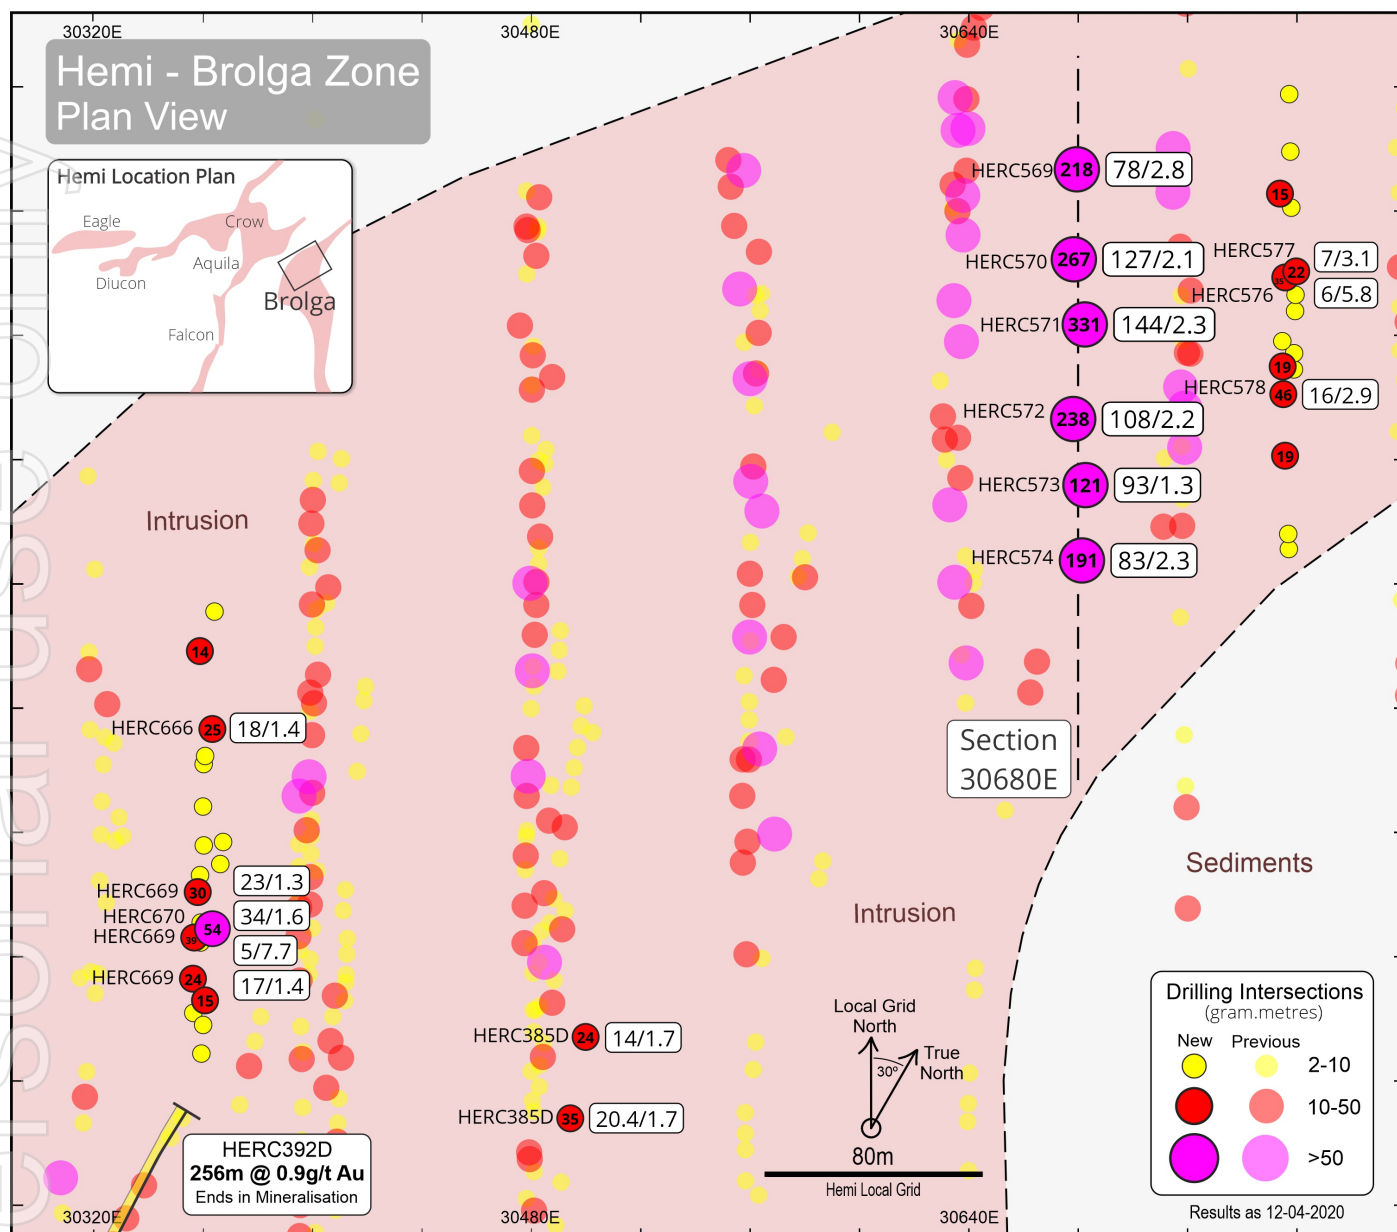 30320E
30480E
30640E
Hemi - Brolga Zone
Plan View
Hemi Location Plan
Eagle
Crow
Aquila
Diucon
Brolga
Falcon
HERC569 218 78/2.8
15
HERC570 267 127/2.1
HERC577 22 7/3.1
35
HERC576 6/5.8
HERC571 331 144/2.3
19
HERC578 46 16/2.9
HERC572 238 108/2.2
19
HERC573 121 93/1.3
Intrusion
HERC574 191 83/2.3
14
HERC666 25 18/1.4
Section
30680E
Sediments
HERC669 30 23/1.3
HERC670 54 34/1.6
HERC669 39 5/7.7
HERC669 24 17/1.4
15
Intrusion
HERC385D 24 14/1.7
HERC385D 35 20.4/1.7
Local Grid
North
True
North
30º
80m
Hemi Local Grid
Drilling Intersections
(gram.metres)
New Previous
2-10
10-50
>50
Results as 12-04-2020
HERC392D
256m @ 0.9g/t Au
Ends in Mineralisation
30320E
30480E
30640E
ersonal use only